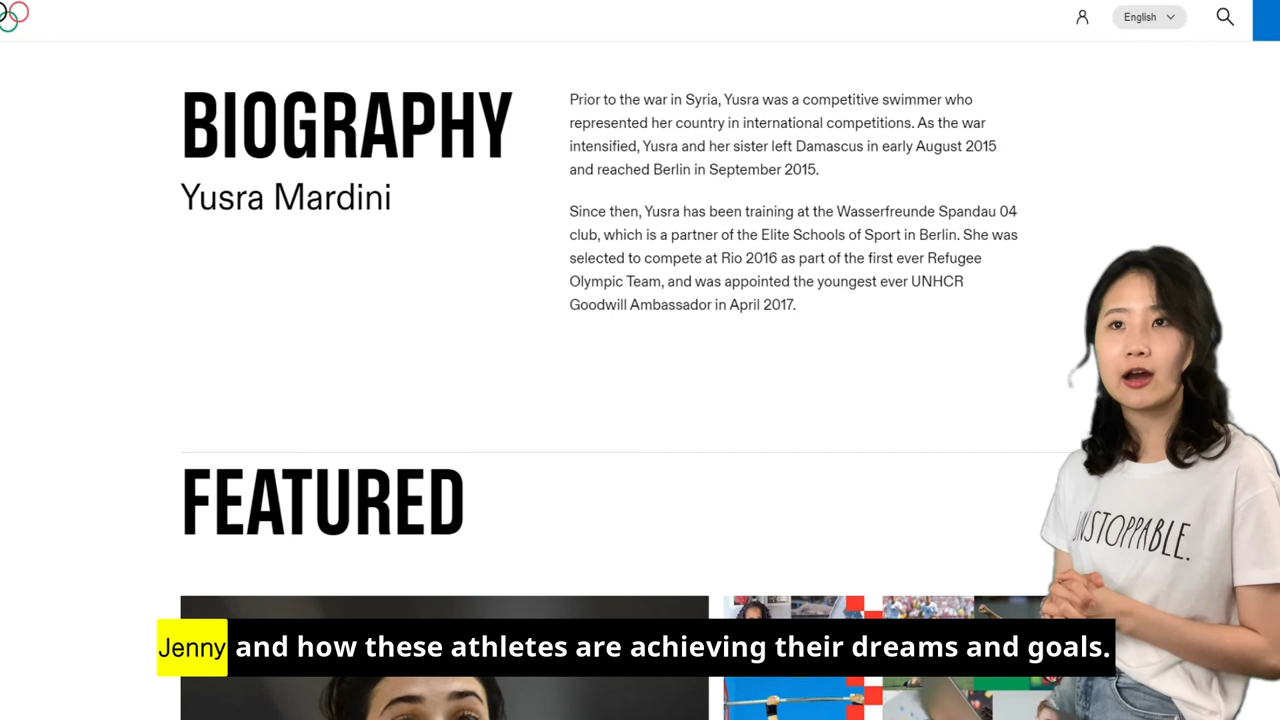 English
BIOGRAPHY
Yusra Mardini
Prior to the war in Syria, Yusra was a competitive swimmer who
represented her country in international competitions. As the war
intensified, Yusra and her sister left Damascus in early August 2015
and reached Berlin in September 2015.
Since then, Yusra has been training at the Wasserfreunde Spandau 04
club, which is a partner of the Elite Schools of Sport in Berlin. She was
selected to compete at Rio 2016 as part of the first ever Refugee
Olympic Team, and was appointed the youngest ever UNHCR
Goodwill Ambassador in April 2017.
FEATURED
UNSTOPPABLE.
Jenny and how these athletes are achieving their dreams and goals.